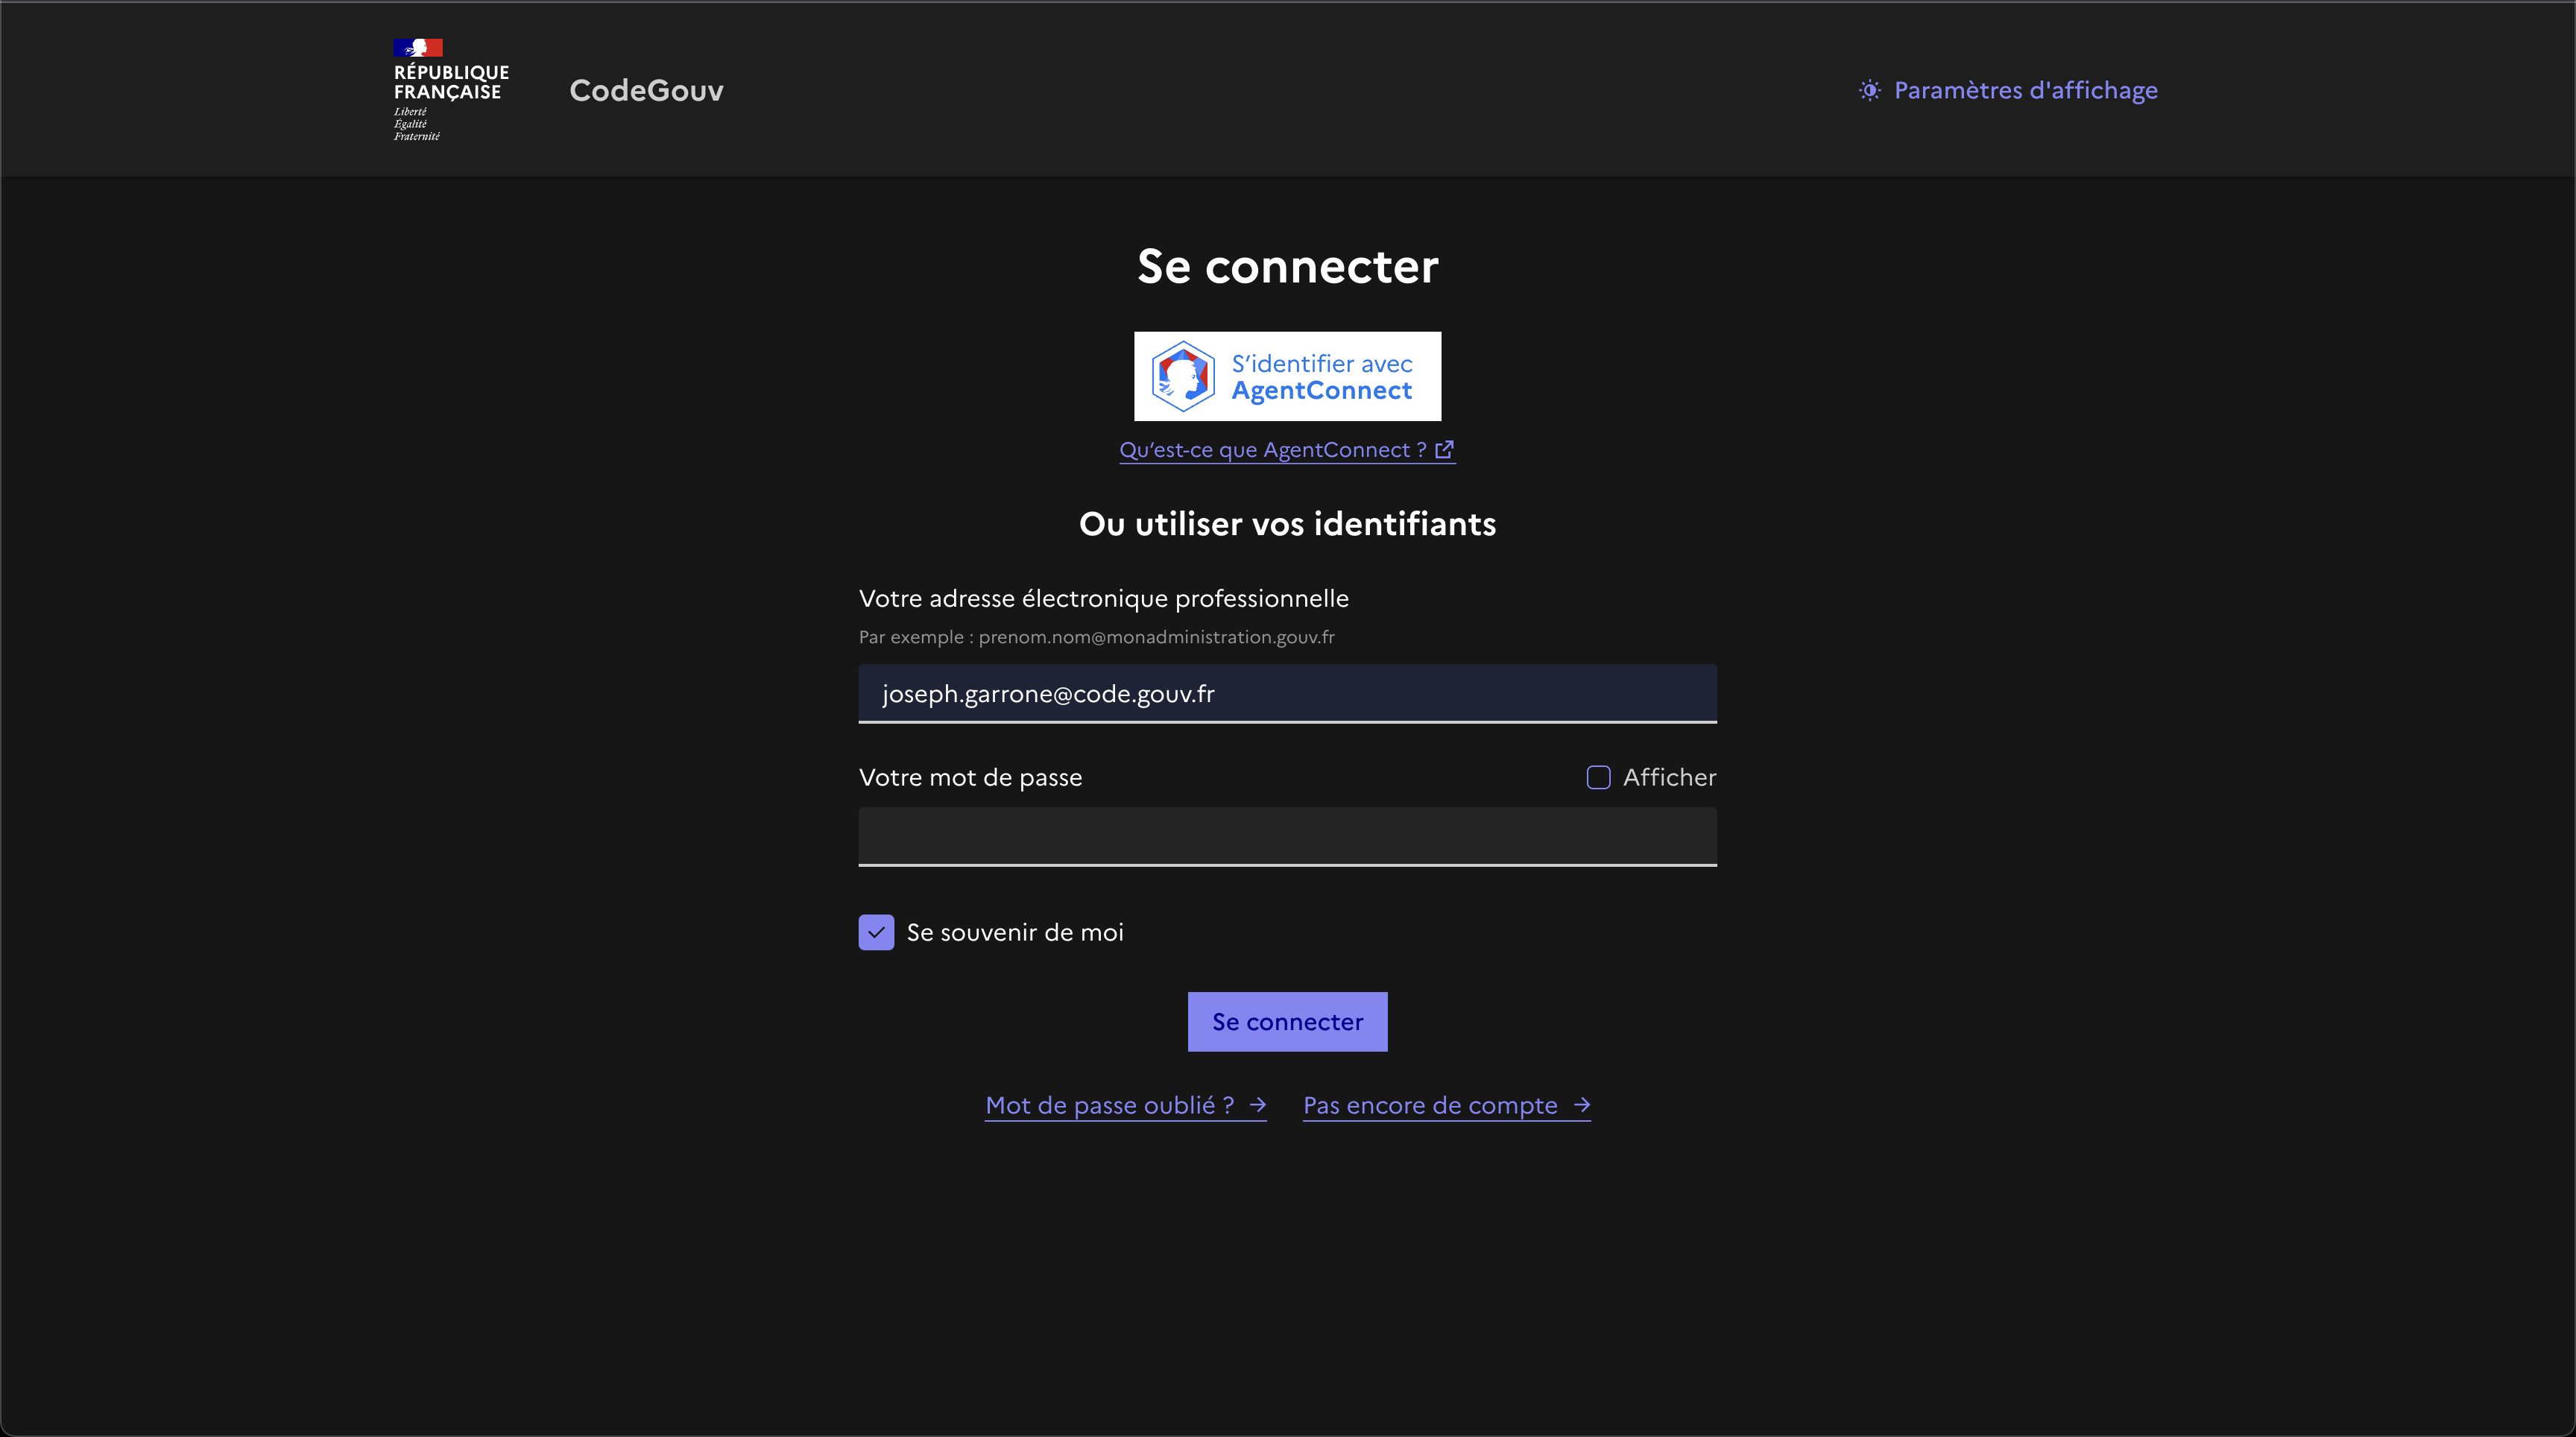 RÉPUBLIQUE
FRANÇAISE
Liberté
Égalité
Fraternité
CodeGouv
Paramètres d'affichage
Se connecter
S’identifier avec
AgentConnect
Qu’est-ce que AgentConnect ?
Ou utiliser vos identifiants
Votre adresse électronique professionnelle
Par exemple : prenom.nom@monadministration.gouv.fr
joseph.garrone@code.gouv.fr
Votre mot de passe
Afficher
Se souvenir de moi
Se connecter
Mot de passe oublié ?
Pas encore de compte